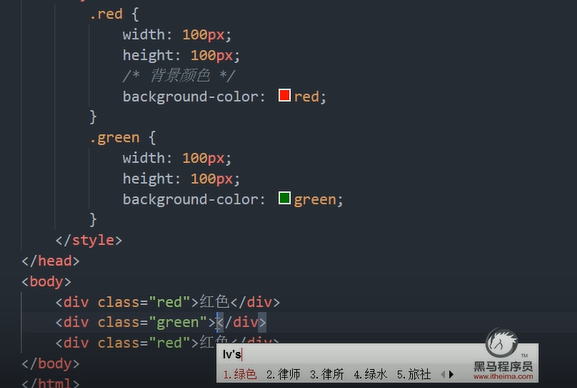 .red {
width: 100px;
height: 100px;
/* 背景颜色 */
background-color: red;
}
.green {
width: 100px;
height: 100px;
background-color: green;
}
</style>
</head>
<body>
<div class="red">红色</div>
<div class="green"></div>
<div class="red">红色</div>
lv's
1.绿色 2.律师 3.律所 4.绿水 5.旅社
</body>
</html>
黑马程序员 TM
www.itheima.com